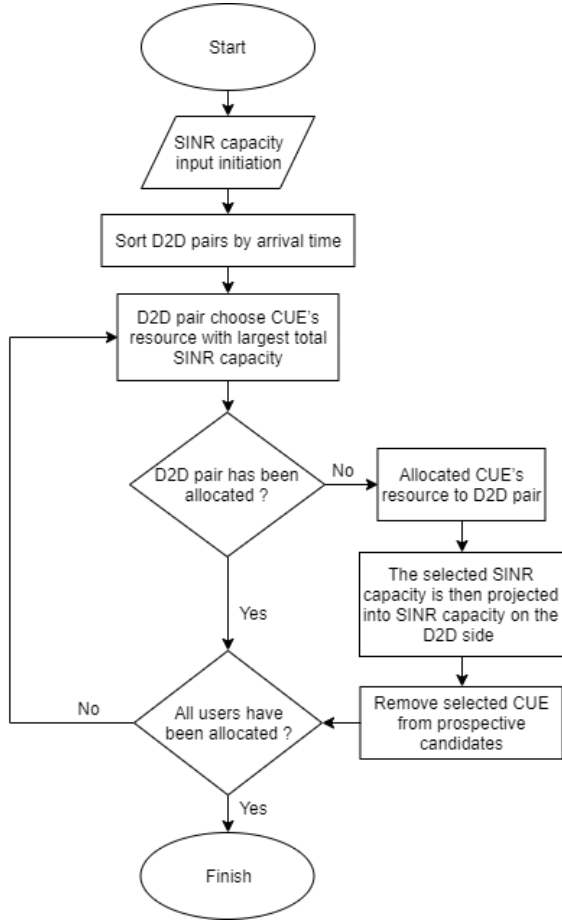 Start
SINR capacity
input initiation
Sort D2D pairs by arrival time
D2D pair choose CUE's
resource with largest total
SINR capacity
D2D pair has been
allocated ?
No
Allocated CUE's
resource to D2D pair
The selected SINR
capacity is then projected
into SINR capacity on the
D2D side
Yes
Remove selected CUE
from prospective
candidates
All users have
been allocated ?
No
Yes
Finish